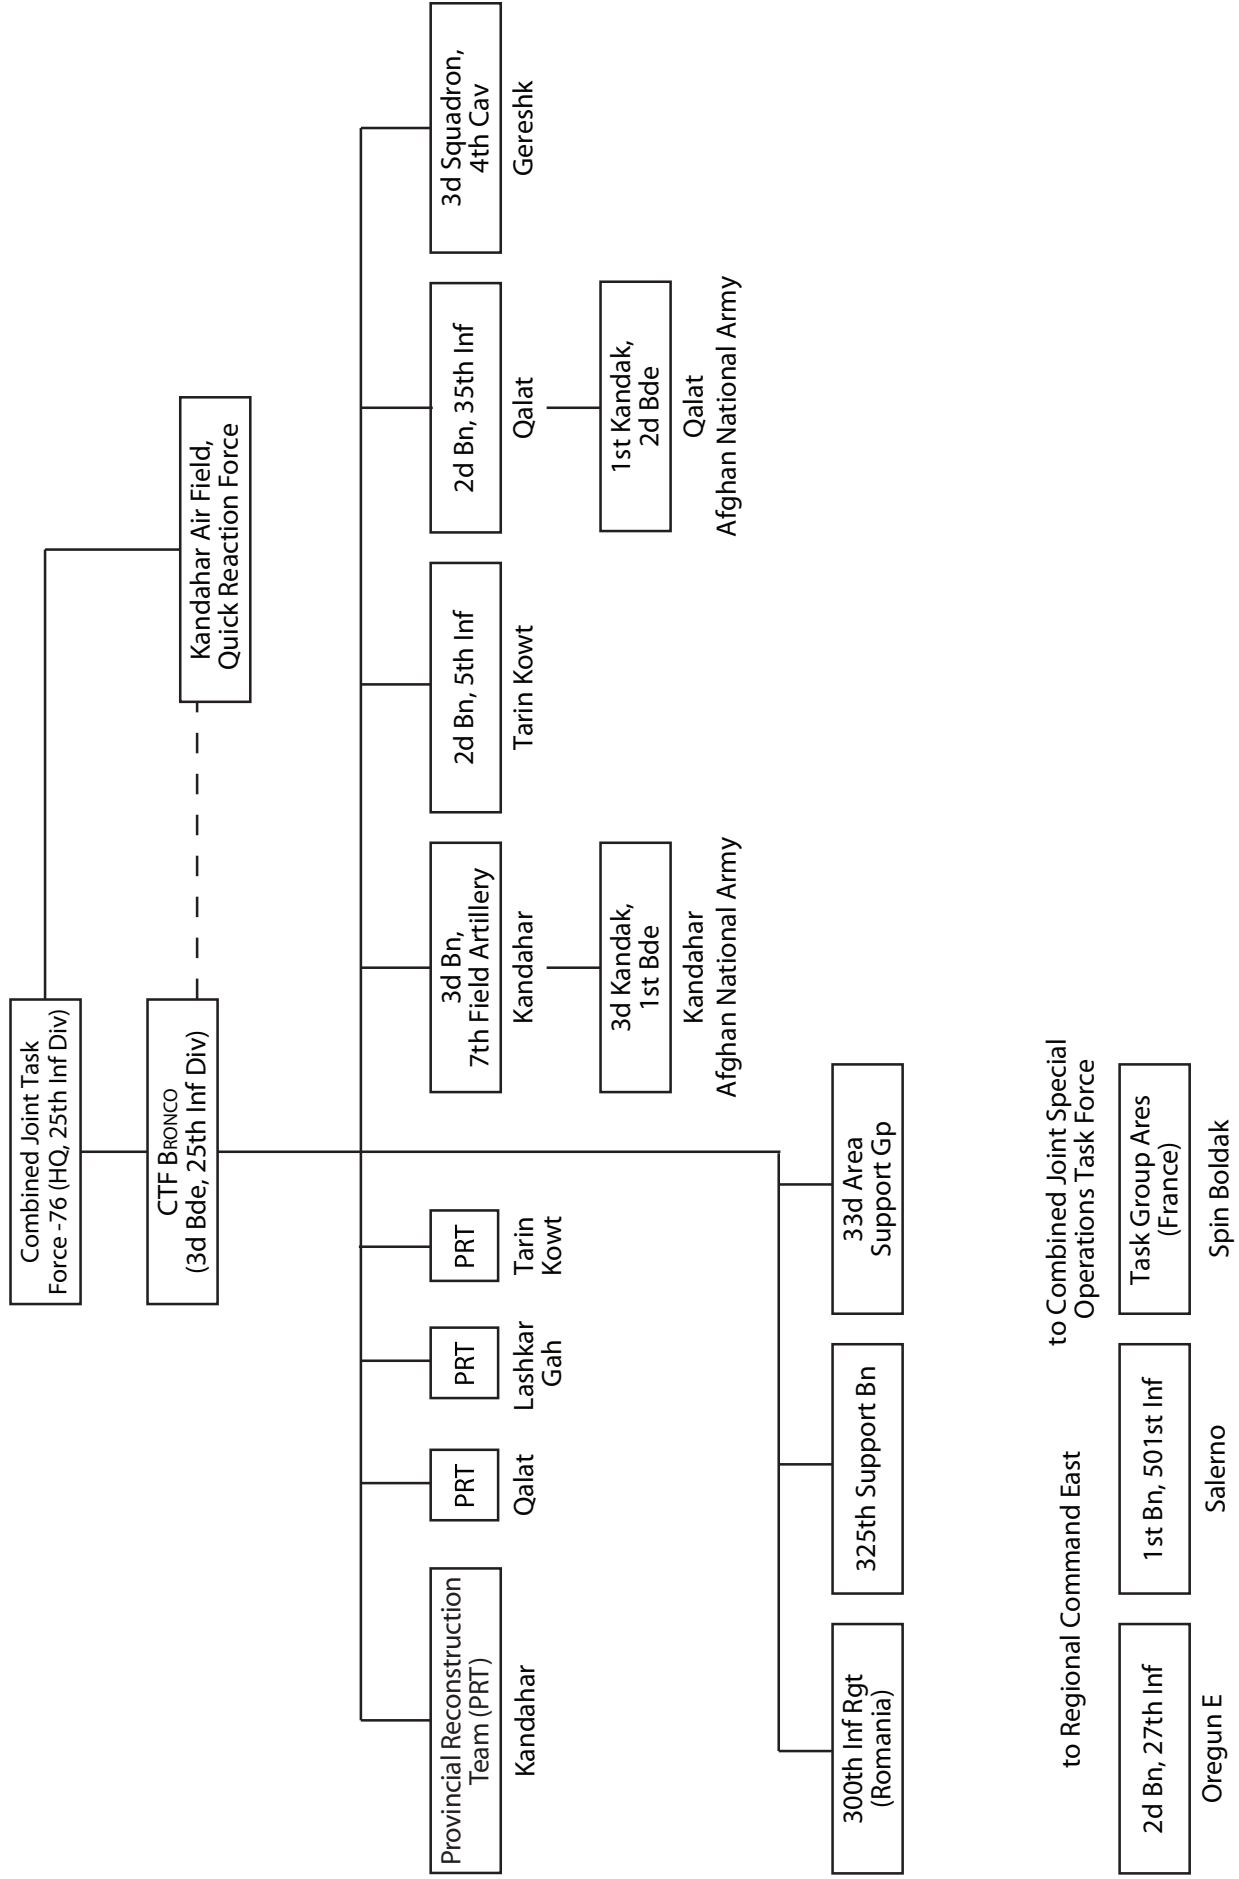 Combined Joint Task
Force -76 (HQ, 25th Inf Div)
CTF BRONCO
(3d Bde, 25th Inf Div)
Kandahar Air Field,
Quick Reaction Force
Provincial Reconstruction
Team (PRT)
Kandahar
PRT
Qalat
PRT
Lashkar
Gah
PRT
Tarin
Kowt
3d Bn,
7th Field Artillery
Kandahar
2d Bn, 5th Inf
Tarin Kowt
2d Bn, 35th Inf
Qalat
3d Squadron,
4th Cav
Gereshk
3d Kandak,
1st Bde
Kandahar
Afghan National Army
1st Kandak,
2d Bde
Qalat
Afghan National Army
300th Inf Rgt
(Romania)
325th Support Bn
33d Area
Support Gp
to Regional Command East
2d Bn, 27th Inf
Oregun E
1st Bn, 501st Inf
Salerno
to Combined Joint Special
Operations Task Force
Task Group Ares
(France)
Spin Boldak